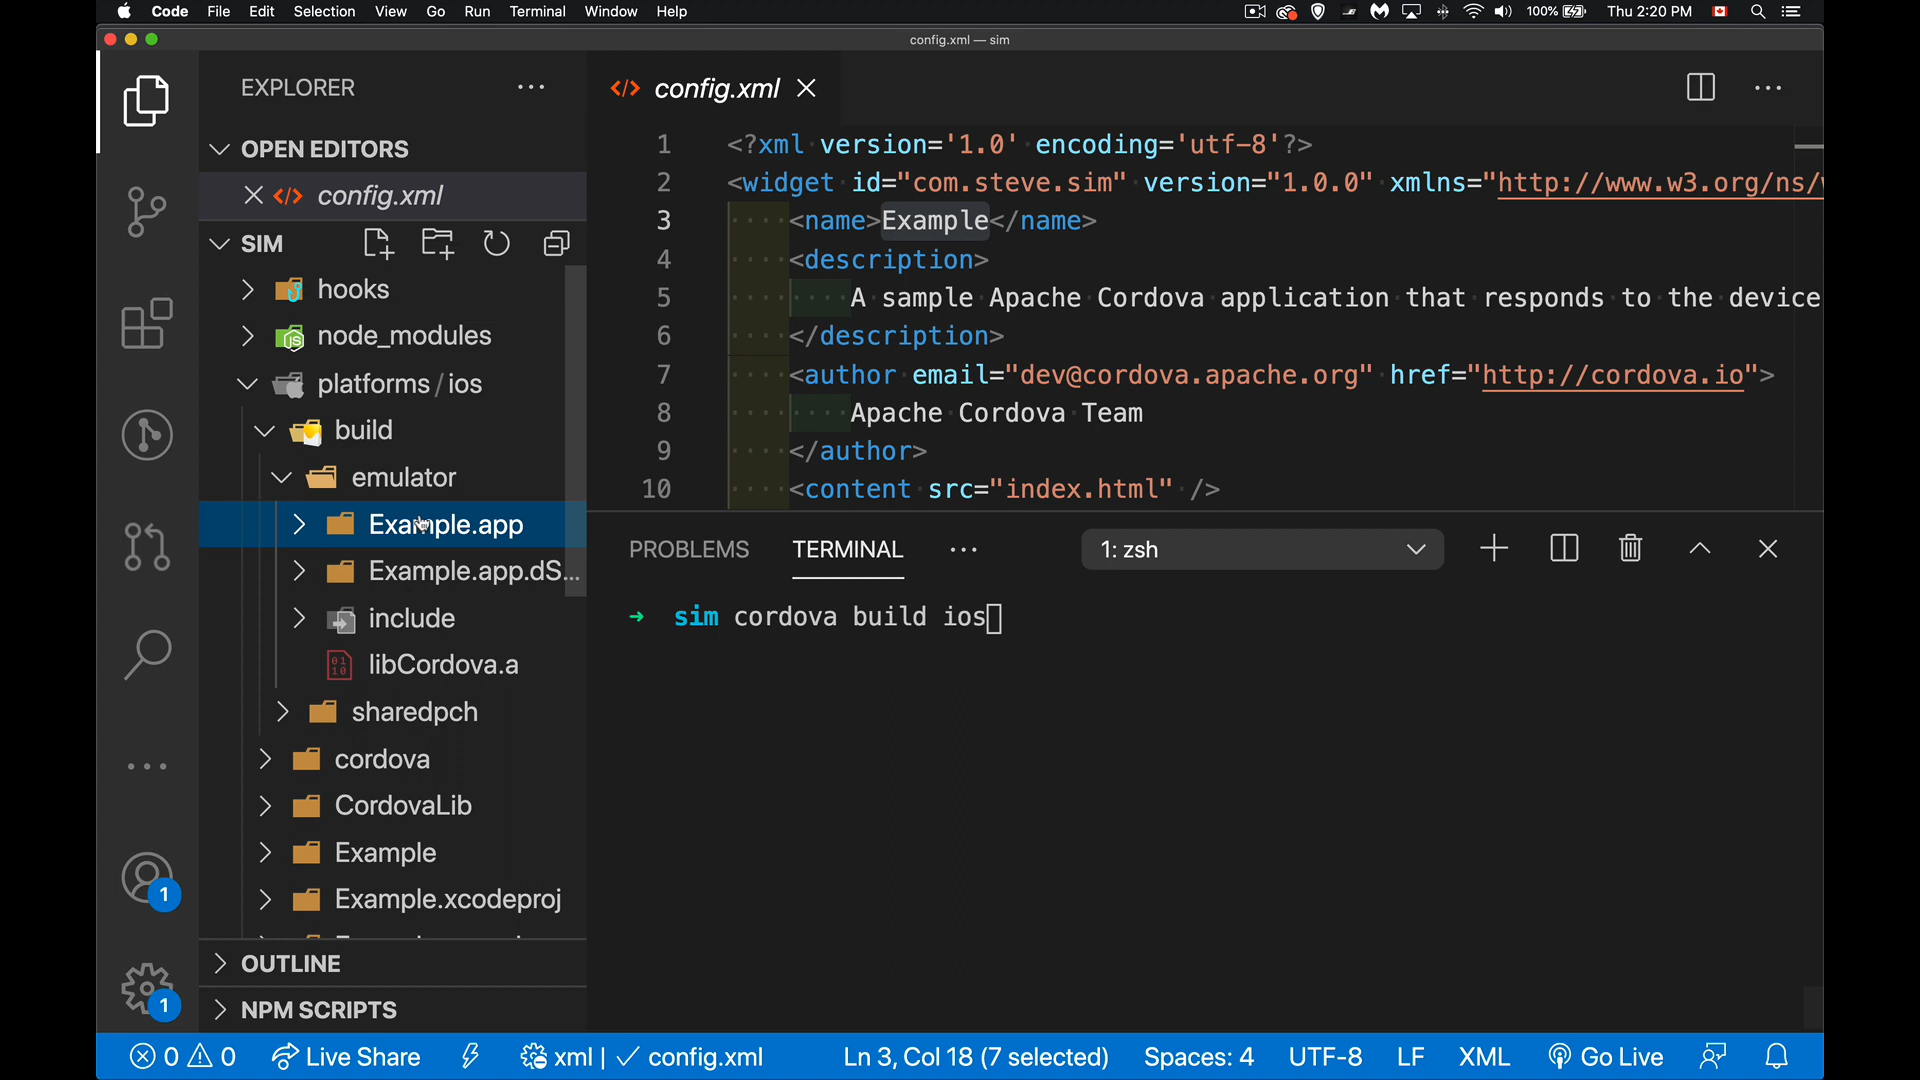 Code File Edit Selection View Go Run Terminal Window Help 100% Thu 2:20 PM
config.xml — sim
EXPLORER
OPEN EDITORS
config.xml
SIM
hooks
node_modules
platforms / ios
build
emulator
Example.app
Example.app.dS...
include
libCordova.a
sharedpch
cordova
CordovaLib
Example
Example.xcodeproj
OUTLINE
NPM SCRIPTS
1
1
config.xml
1 <?xml version='1.0' encoding='utf-8'?>
2 <widget id="com.steve.sim" version="1.0.0" xmlns="http://www.w3.org/ns/
3 <name>Example</name>
4 <description>
5 A sample Apache Cordova application that responds to the device
6 </description>
7 <author email="dev@cordova.apache.org" href="http://cordova.io">
8 Apache Cordova Team
9 </author>
10 <content src="index.html" />
PROBLEMS TERMINAL 1: zsh
→ sim cordova build ios
0 0 Live Share xml | ✓ config.xml Ln 3, Col 18 (7 selected) Spaces: 4 UTF-8 LF XML Go Live